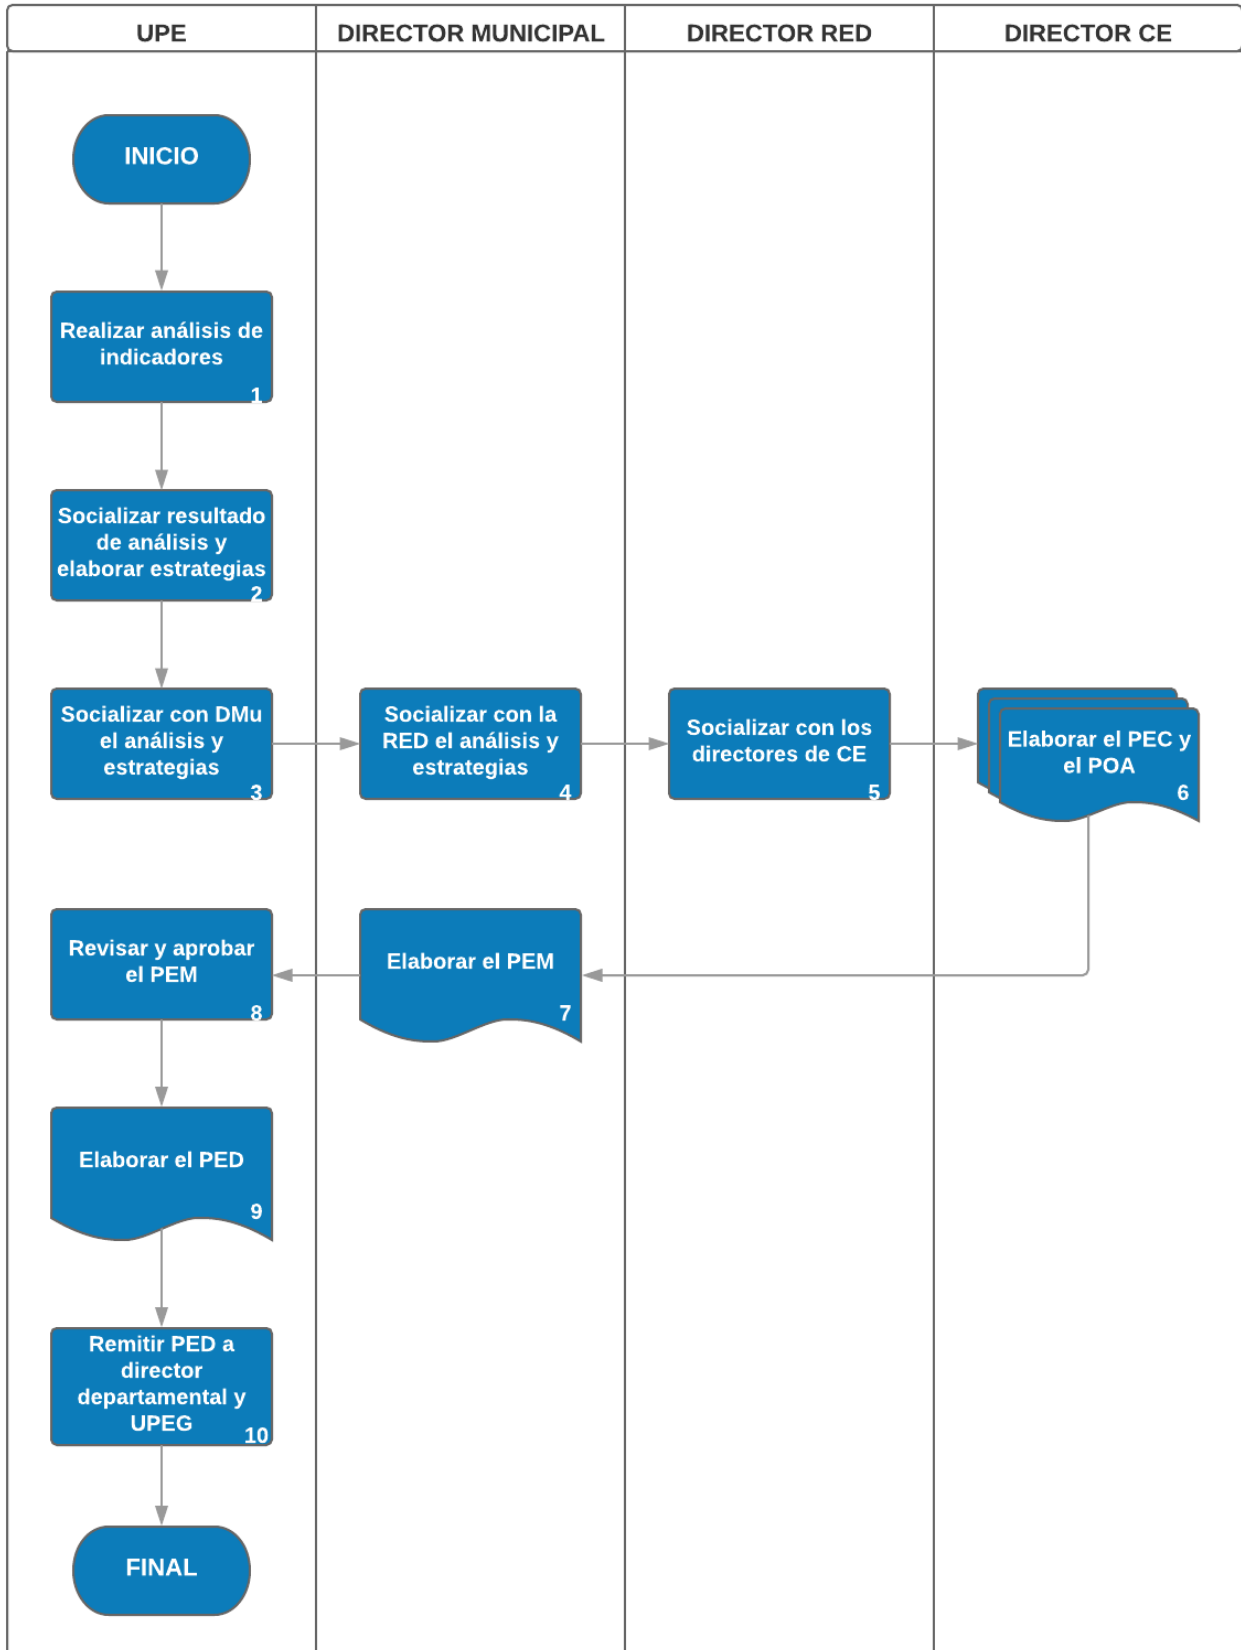 UPE
DIRECTOR MUNICIPAL
DIRECTOR RED
DIRECTOR CE
INICIO
Realizar análisis de
indicadores
1
Socializar resultado
de análisis y
elaborar estrategias
2
Socializar con DMu
el análisis y
estrategias
3
Socializar con la
RED el análisis y
estrategias
4
Socializar con los
directores de CE
5
Elaborar el PEC y
el POA
6
Elaborar el PEM
7
Revisar y aprobar
el PEM
8
Elaborar el PED
9
Remitir PED a
director
departamental y
UPEG
10
FINAL